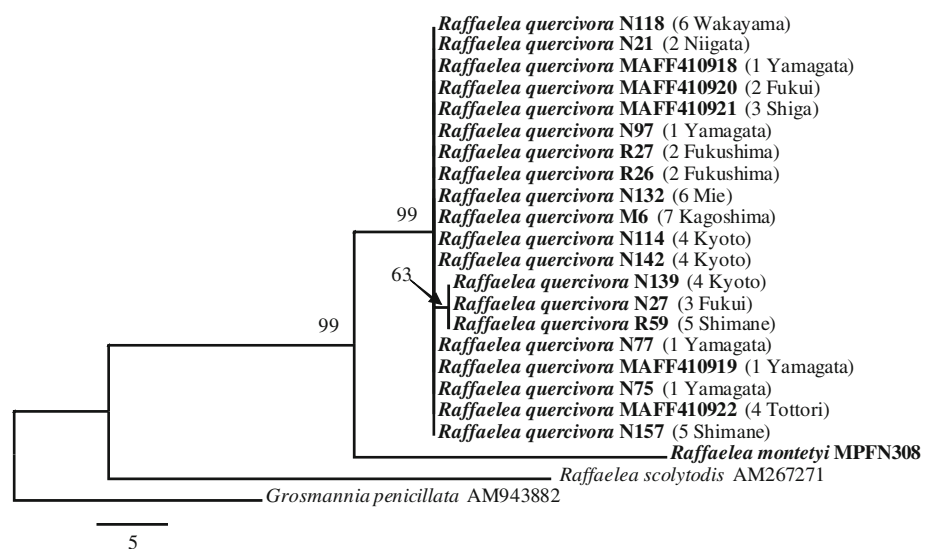 Raffaelea quercivora N118 (6 Wakayama)
Raffaelea quercivora N21 (2 Niigata)
Raffaelea quercivora MAFF410918 (1 Yamagata)
Raffaelea quercivora MAFF410920 (2 Fukui)
Raffaelea quercivora MAFF410921 (3 Shiga)
Raffaelea quercivora N97 (1 Yamagata)
Raffaelea quercivora R27 (2 Fukushima)
Raffaelea quercivora R26 (2 Fukushima)
Raffaelea quercivora N132 (6 Mie)
99
Raffaelea quercivora M6 (7 Kagoshima)
Raffaelea quercivora N114 (4 Kyoto)
Raffaelea quercivora N142 (4 Kyoto)
63
Raffaelea quercivora N139 (4 Kyoto)
Raffaelea quercivora N27 (3 Fukui)
99
Raffaelea quercivora R59 (5 Shimane)
Raffaelea quercivora N77 (1 Yamagata)
Raffaelea quercivora MAFF410919 (1 Yamagata)
Raffaelea quercivora N75 (1 Yamagata)
Raffaelea quercivora MAFF410922 (4 Tottori)
Raffaelea quercivora N157 (5 Shimane)
Raffaelea montetyi MPFN308
Raffaelea scolytodis AM267271
Grosmannia penicillata AM943882
5